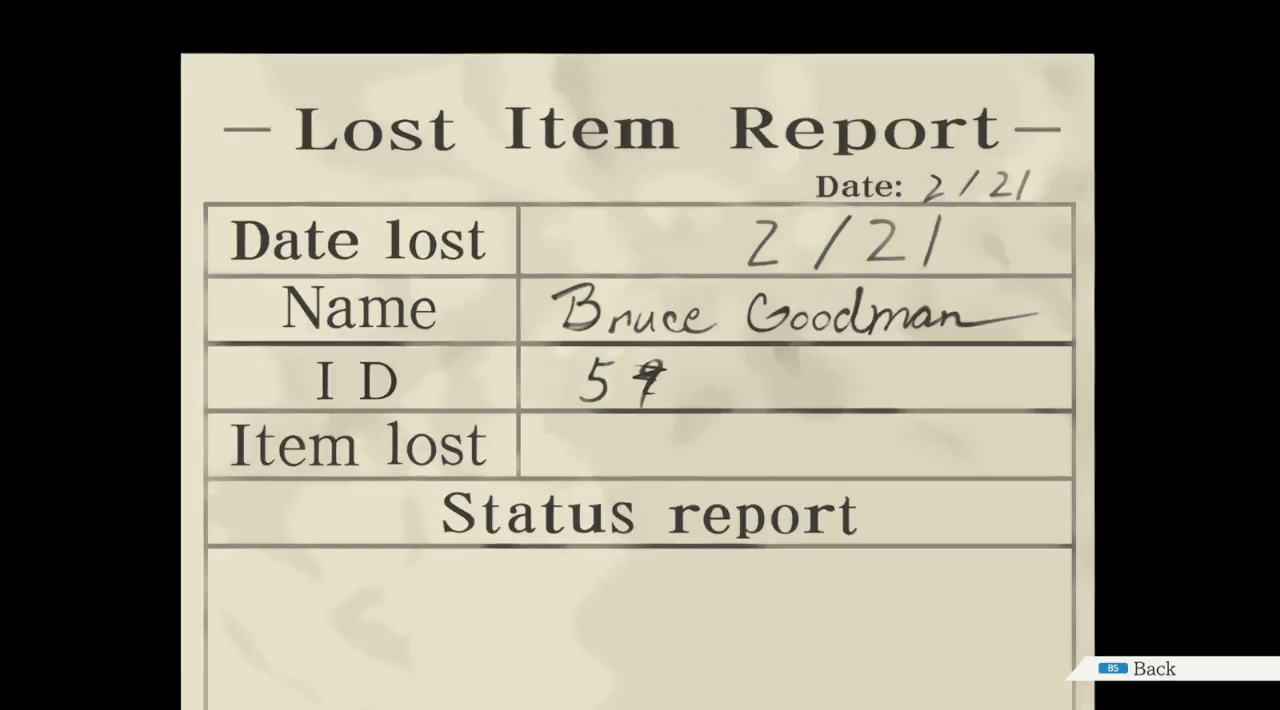 — Lost Item Report —
Date: 2/21
Date lost 2/21
Name Bruce Goodman
ID 5
Item lost
Status report
BS Back